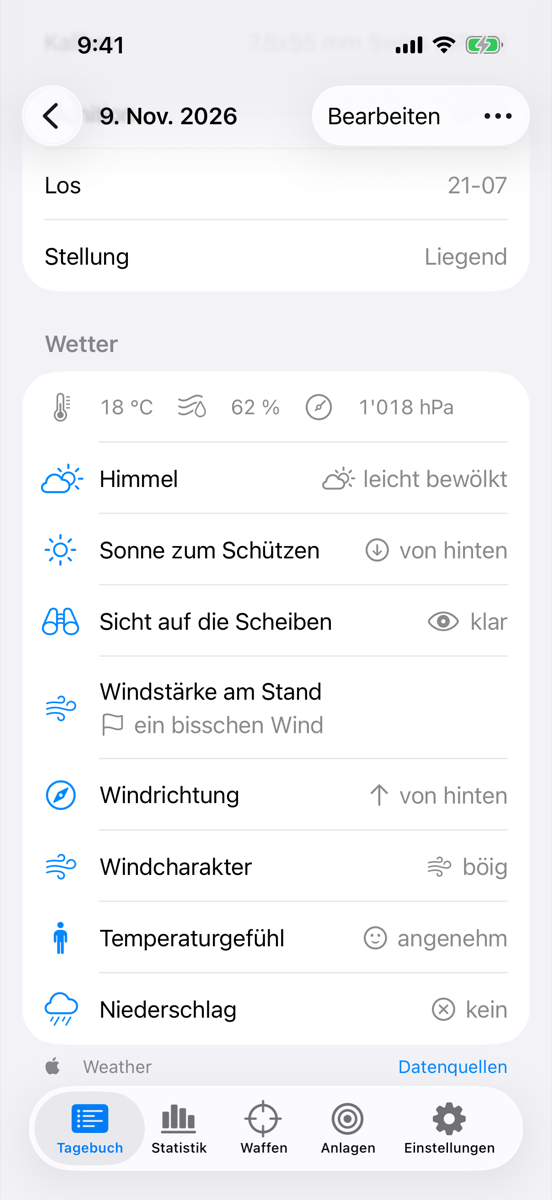 9:41
9. Nov. 2026
Bearbeiten
Los
21-07
Stellung
Liegend
Wetter
18 °C 62 % 1'018 hPa
Himmel
leicht bewölkt
Sonne zum Schützen
von hinten
Sicht auf die Scheiben
klar
Windstärke am Stand
ein bisschen Wind
Windrichtung
von hinten
Windcharakter
böig
Temperaturgefühl
angenehm
Niederschlag
kein
Weather
Datenquellen
Tagebuch
Statistik
Waffen
Anlagen
Einstellungen